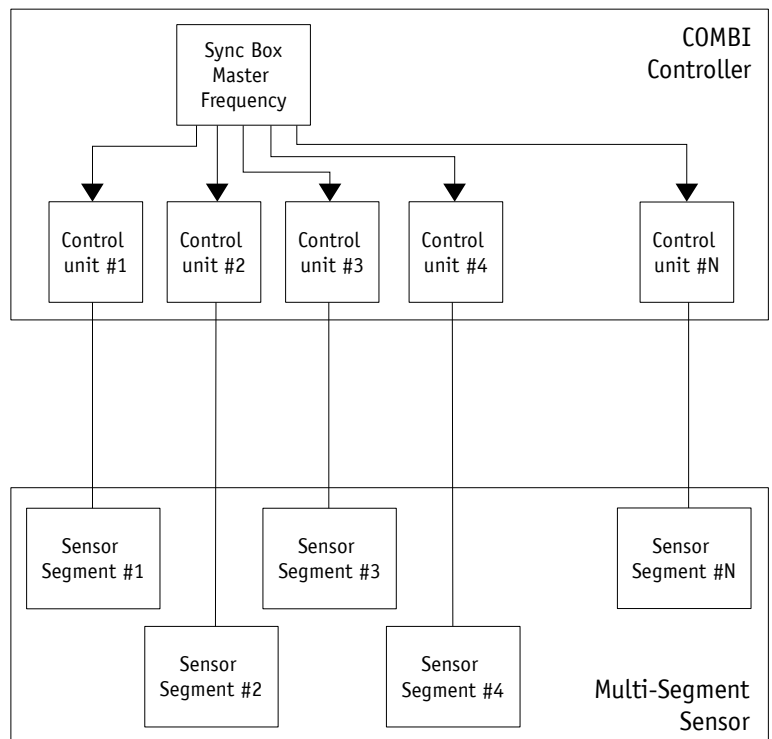 COMBI
Controller
Sync Box
Master
Frequency
Control
unit #1
Control
unit #2
Control
unit #3
Control
unit #4
Control
unit #N
Sensor
Segment #1
Sensor
Segment #3
Sensor
Segment #N
Sensor
Segment #2
Sensor
Segment #4
Multi-Segment
Sensor